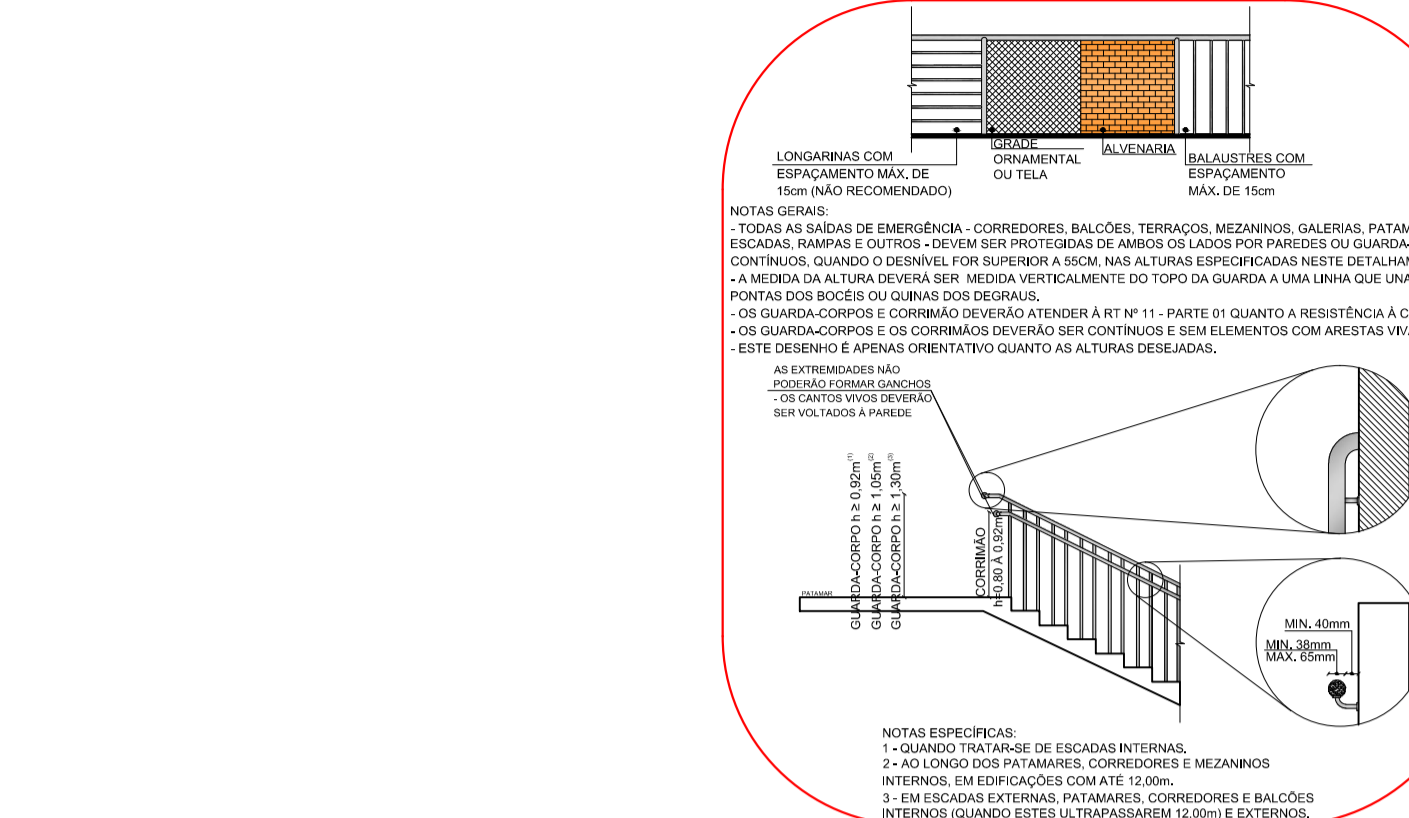 LONGARINAS COM
ESPAÇAMENTO MÁX. DE
15cm (NÃO RECOMENDADO)
GRADE
ORNAMENTAL
OU TELA
ALVENARIA
BALAUSTRES COM
ESPAÇAMENTO
MÁX. DE 15cm
NOTAS GERAIS:
- TODAS AS SAÍDAS DE EMERGÊNCIA - CORREDORES, BALCÕES, TERRAÇOS, MEZANINOS, GALERIAS, PATAM
ESCADAS, RAMPAS E OUTROS - DEVEM SER PROTEGIDAS DE AMBOS OS LADOS POR PAREDES OU GUARDA-
CONTÍNUOS, QUANDO O DESNÍVEL FOR SUPERIOR A 55CM, NAS ALTURAS ESPECIFICADAS NESTE DETALHAM
- A MEDIDA DA ALTURA DEVERÁ SER MEDIDA VERTICALMENTE DO TOPO DA GUARDA A UMA LINHA QUE UNA
PONTAS DOS BOCÉIS OU QUINAS DOS DEGRAUS.
- OS GUARDA-CORPOS E CORRIMÃO DEVERÃO ATENDER À RT Nº 11 - PARTE 01 QUANTO A RESISTÊNCIA À C
- OS GUARDA-CORPOS E OS CORRIMÃOS DEVERÃO SER CONTÍNUOS E SEM ELEMENTOS COM ARESTAS VIVA
- ESTE DESENHO É APENAS ORIENTATIVO QUANTO AS ALTURAS DESEJADAS.
AS EXTREMIDADES NÃO
PODERÃO FORMAR GANCHOS
- OS CANTOS VIVOS DEVERÃO
SER VOLTADOS À PAREDE
GUARDA-CORPO h ≥ 0,92m(1)
GUARDA-CORPO h ≥ 1,05m(2)
GUARDA-CORPO h ≥ 1,30m(3)
CORRIMÃO
h=0,80 À 0,92m
PATAMAR
MIN. 40mm
MIN. 38mm
MAX. 65mm
NOTAS ESPECÍFICAS:
1 - QUANDO TRATAR-SE DE ESCADAS INTERNAS.
2 - AO LONGO DOS PATAMARES, CORREDORES E MEZANINOS
INTERNOS, EM EDIFICAÇÕES COM ATÉ 12,00m.
3 - EM ESCADAS EXTERNAS, PATAMARES, CORREDORES E BALCÕES
INTERNOS (QUANDO ESTES ULTRAPASSAREM 12,00m) E EXTERNOS.